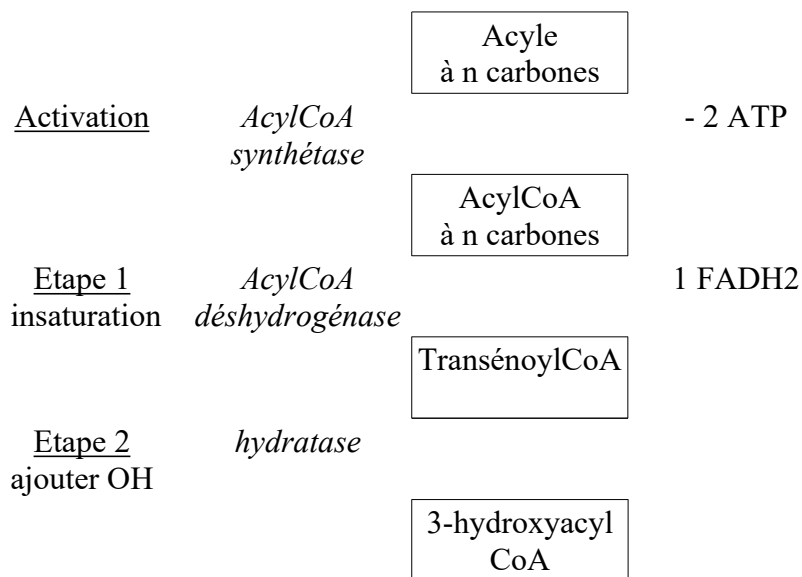 Acyle
à n carbones
Activation AcylCoA - 2 ATP
synthétase
AcylCoA
à n carbones
Etape 1 AcylCoA 1 FADH2
insaturation déshydrogénase
TransénoylCoA
Etape 2 hydratase
ajouter OH
3-hydroxyacyl
CoA